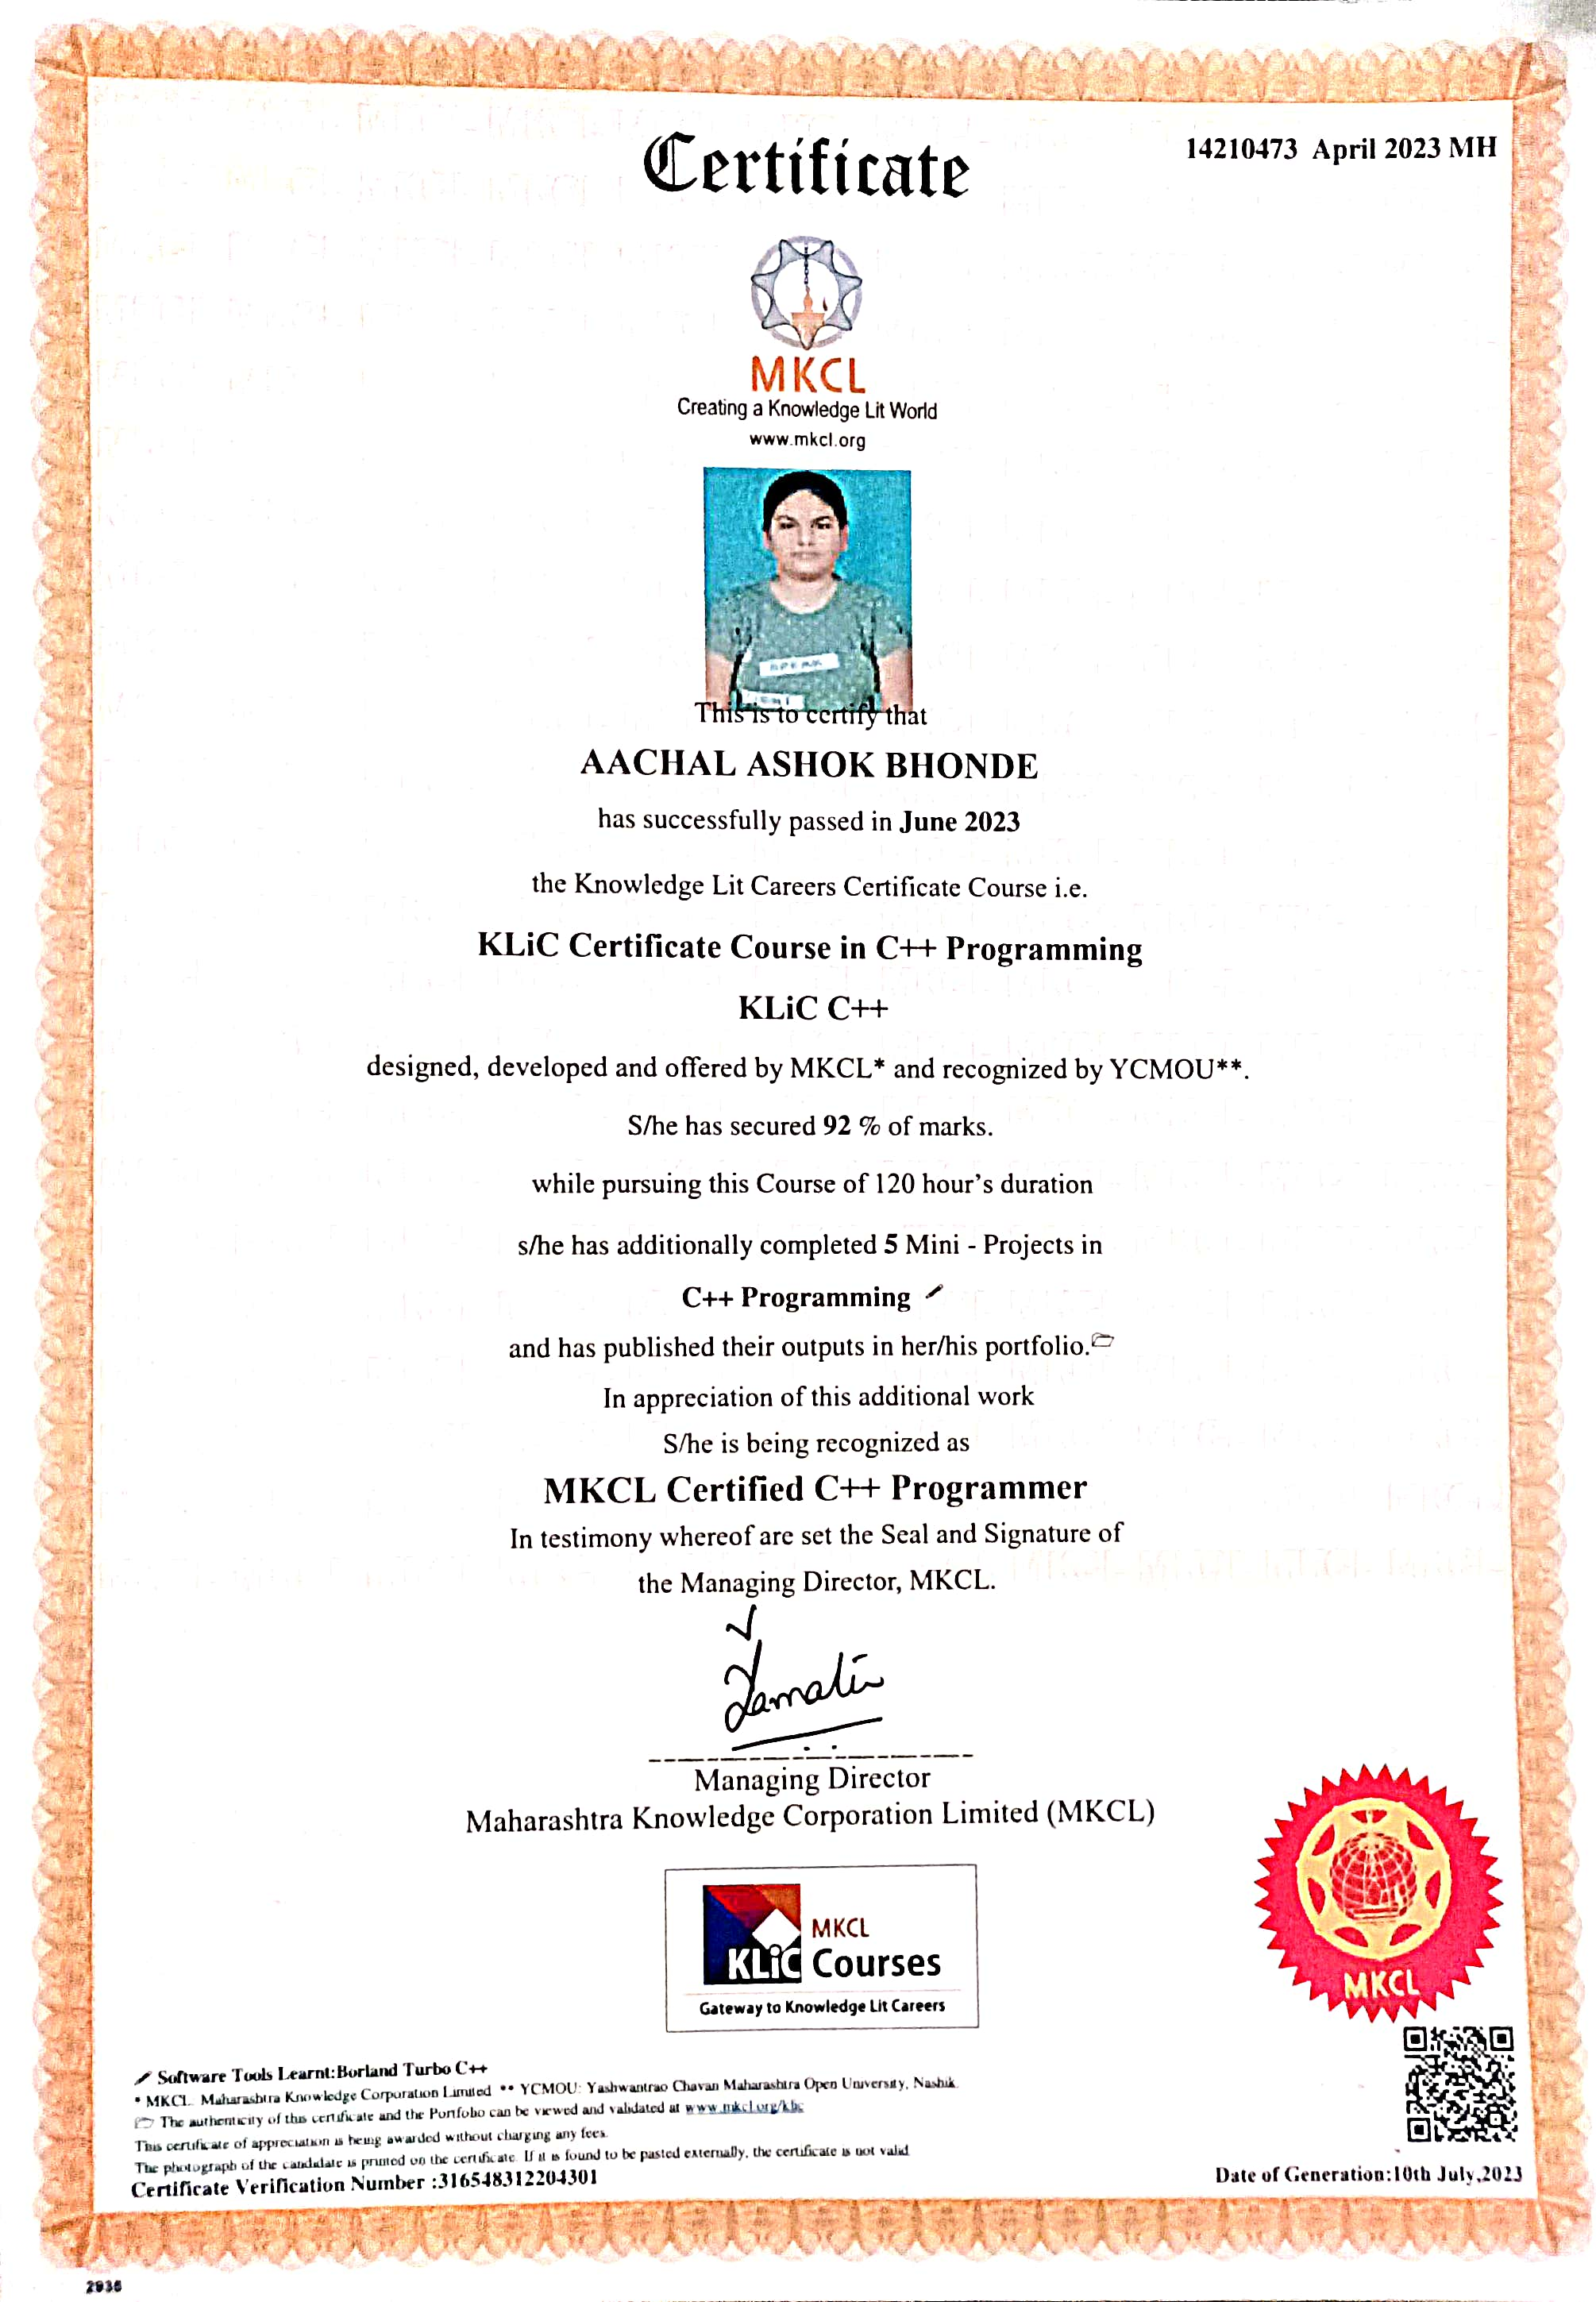 Certificate
14210473 April 2023 MH
MKCL
Creating a Knowledge Lit World
www.mkcl.org
This is to certify that
AACHAL ASHOK BHONDE
has successfully passed in June 2023
the Knowledge Lit Careers Certificate Course i.e.
KLiC Certificate Course in C++ Programming
KLiC C++
designed, developed and offered by MKCL* and recognized by YCMOU**.
S/he has secured 92 % of marks.
while pursuing this Course of 120 hour's duration
s/he has additionally completed 5 Mini - Projects in
C++ Programming
and has published their outputs in her/his portfolio.
In appreciation of this additional work
S/he is being recognized as
MKCL Certified C++ Programmer
In testimony whereof are set the Seal and Signature of
the Managing Director, MKCL.
Managing Director
Maharashtra Knowledge Corporation Limited (MKCL)
MKCL
KLiC Courses
Gateway to Knowledge Lit Careers
MKCL
Software Tools Learnt:Borland Turbo C++
* MKCL. Maharashtra Knowledge Corporation Limited ** YCMOU: Yashwantrao Chavan Maharashtra Open University, Nashik.
The authenticity of this certificate and the Portfolio can be viewed and validated at www.mkcl.org/klic
This certificate of appreciation is being awarded without charging any fees.
The photograph of the candidate is printed on the certificate. If it is found to be pasted externally, the certificate is not valid
Certificate Verification Number :316548312204301
Date of Generation:10th July,2023
2936